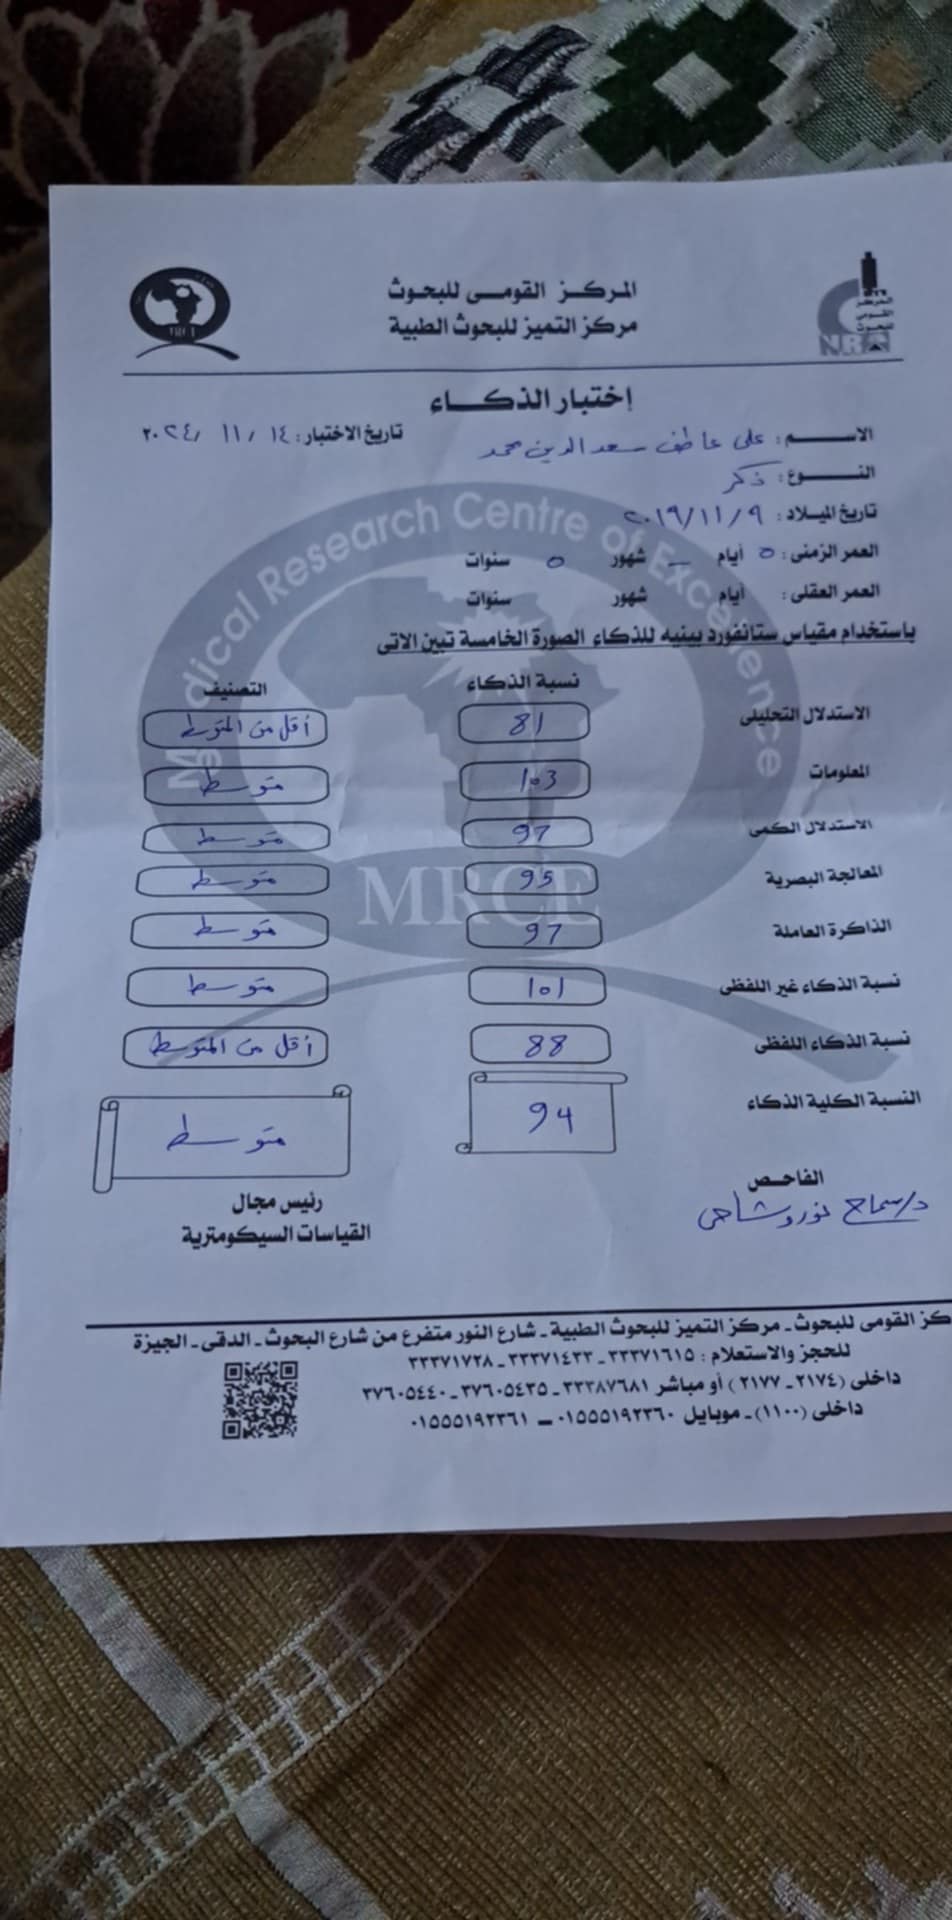 المركز القومى للبحوث
مركز التميز للبحوث الطبية
المركز
القومى
للبحوث
NRC
إختبار الذكاء
الاسم: على عاطف سعد الدين محمد
تاريخ الاختبار: ١٤ / ١١ / ٢٠٢٤
النوع: ذكر
تاريخ الميلاد: ٩ / ١١ / ٢٠١٩
العمر الزمنى: ٥ أيام – شهور ٥ سنوات
العمر العقلى: أيام شهور سنوات
باستخدام مقياس ستانفورد بينيه للذكاء الصورة الخامسة تبين الاتى
نسبة الذكاء التصنيف
الاستدلال التحليلى 81 أقل من المتوسط
المعلومات 103 متوسط
الاستدلال الكمى 97 متوسط
المعالجة البصرية 95 متوسط
الذاكرة العاملة 97 متوسط
نسبة الذكاء غير اللفظى 101 متوسط
نسبة الذكاء اللفظى 88 أقل من المتوسط
النسبة الكلية الذكاء 94 متوسط
الفاحص
د/سماح نور وشاحى
رئيس مجال
القياسات السيكومترية
Medical Research Centre of Excellence
MRCE
كز القومى للبحوث - مركز التميز للبحوث الطبية - شارع النور متفرع من شارع البحوث - الدقى - الجيزة
للحجز والاستعلام : ٣٣٣٧١٦١٥ - ٣٣٣٧١٤٣٣ - ٣٣٣٧١٧٢٨
داخلى (٢١٧٤ - ٢١٧٧) أو مباشر ٣٣٣٨٧٦٨١ - ٣٧٦٠٥٤٣٥ - ٣٧٦٠٥٤٤٠
داخلى (١١٠٠) - موبايل ٠١٥٥٥١٩٢٣٦٠ - ٠١٥٥٥١٩٢٣٦١